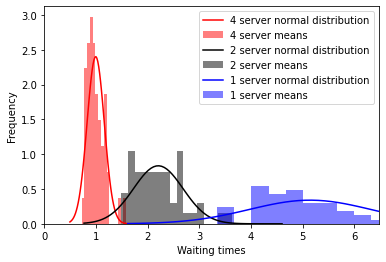 4 server normal distribution
4 server means
2 server normal distribution
2 server means
1 server normal distribution
1 server means
Frequency
3.0
2.5
2.0
1.5
1.0
0.5
0.0
0 1 2 3 4 5 6
Waiting times